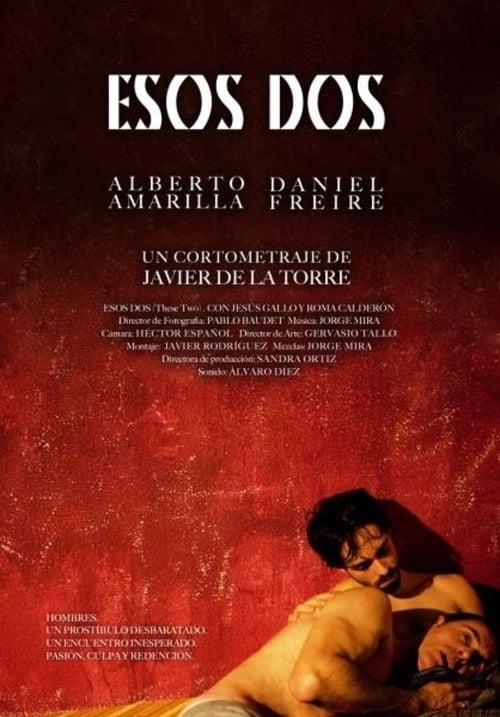 ESOS DOS
ALBERTO DANIEL
AMARILLA FREIRE
UN CORTOMETRAJE DE
JAVIER DE LA TORRE
ESOS DOS (These Two). CON JESÚS GALLO Y ROMA CALDERÓN
Director de Fotografía: PABLO BAUDET Música: JORGE MIRA
Cámara: HÉCTOR ESPAÑOL Director de Arte: GERVASIO TALLO
Montaje: JAVIER RODRÍGUEZ Mezclas: JORGE MIRA
Directora de producción: SANDRA ORTIZ
Sonido: ÁLVARO DÍEZ
HOMBRES.
UN PROSTÍBULO DESBARATADO.
UN ENCUENTRO INESPERADO.
PASIÓN, CULPA Y REDENCIÓN.